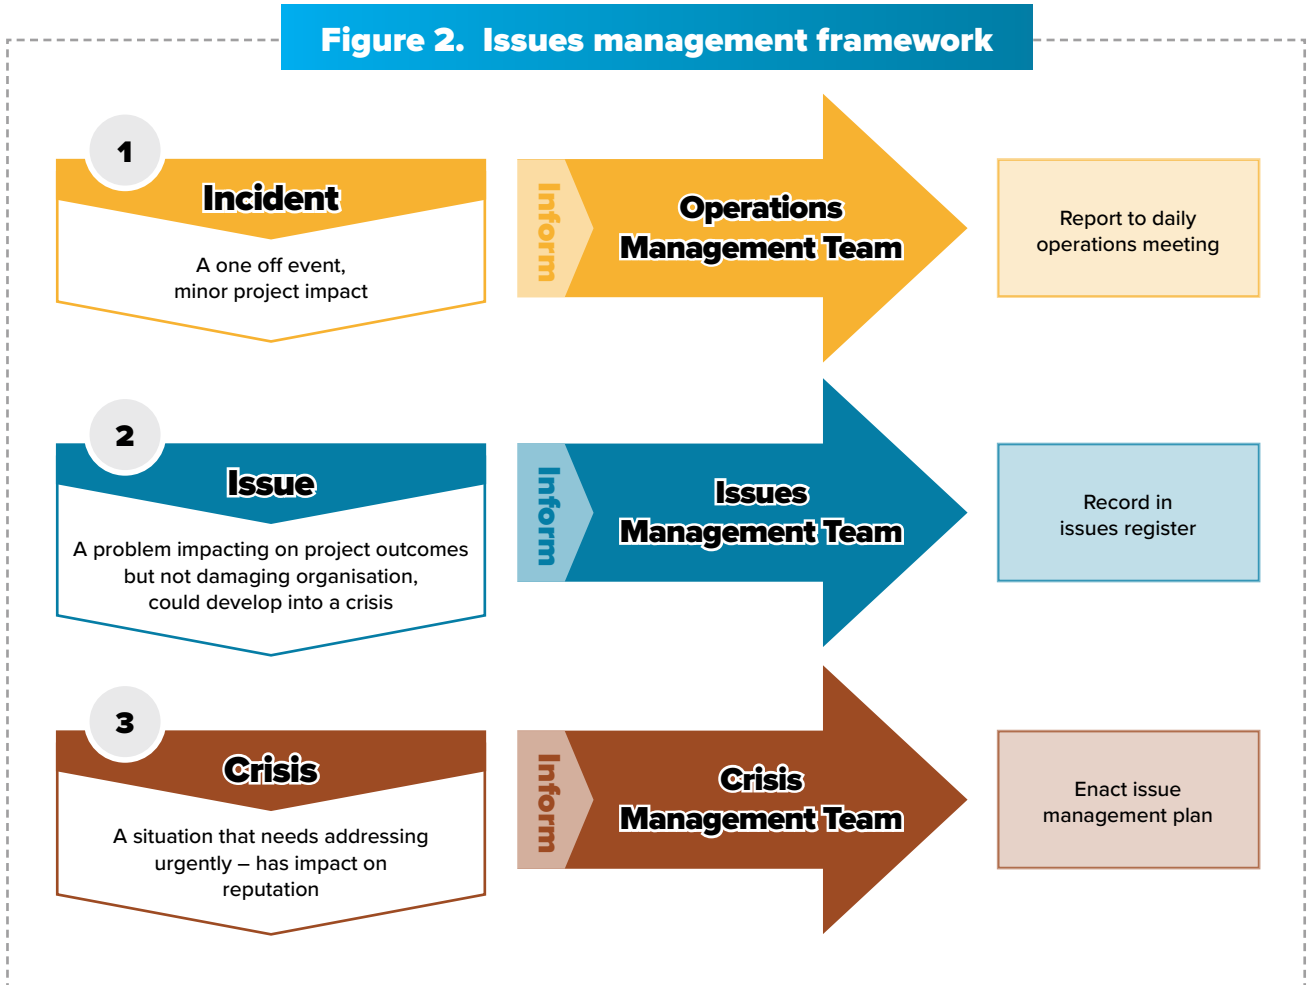 Figure 2. Issues management framework
1
Incident
A one off event,
minor project impact
Inform
Operations
Management Team
Report to daily
operations meeting
2
Issue
A problem impacting on project outcomes
but not damaging organisation,
could develop into a crisis
Inform
Issues
Management Team
Record in
issues register
3
Crisis
A situation that needs addressing
urgently – has impact on
reputation
Inform
Crisis
Management Team
Enact issue
management plan